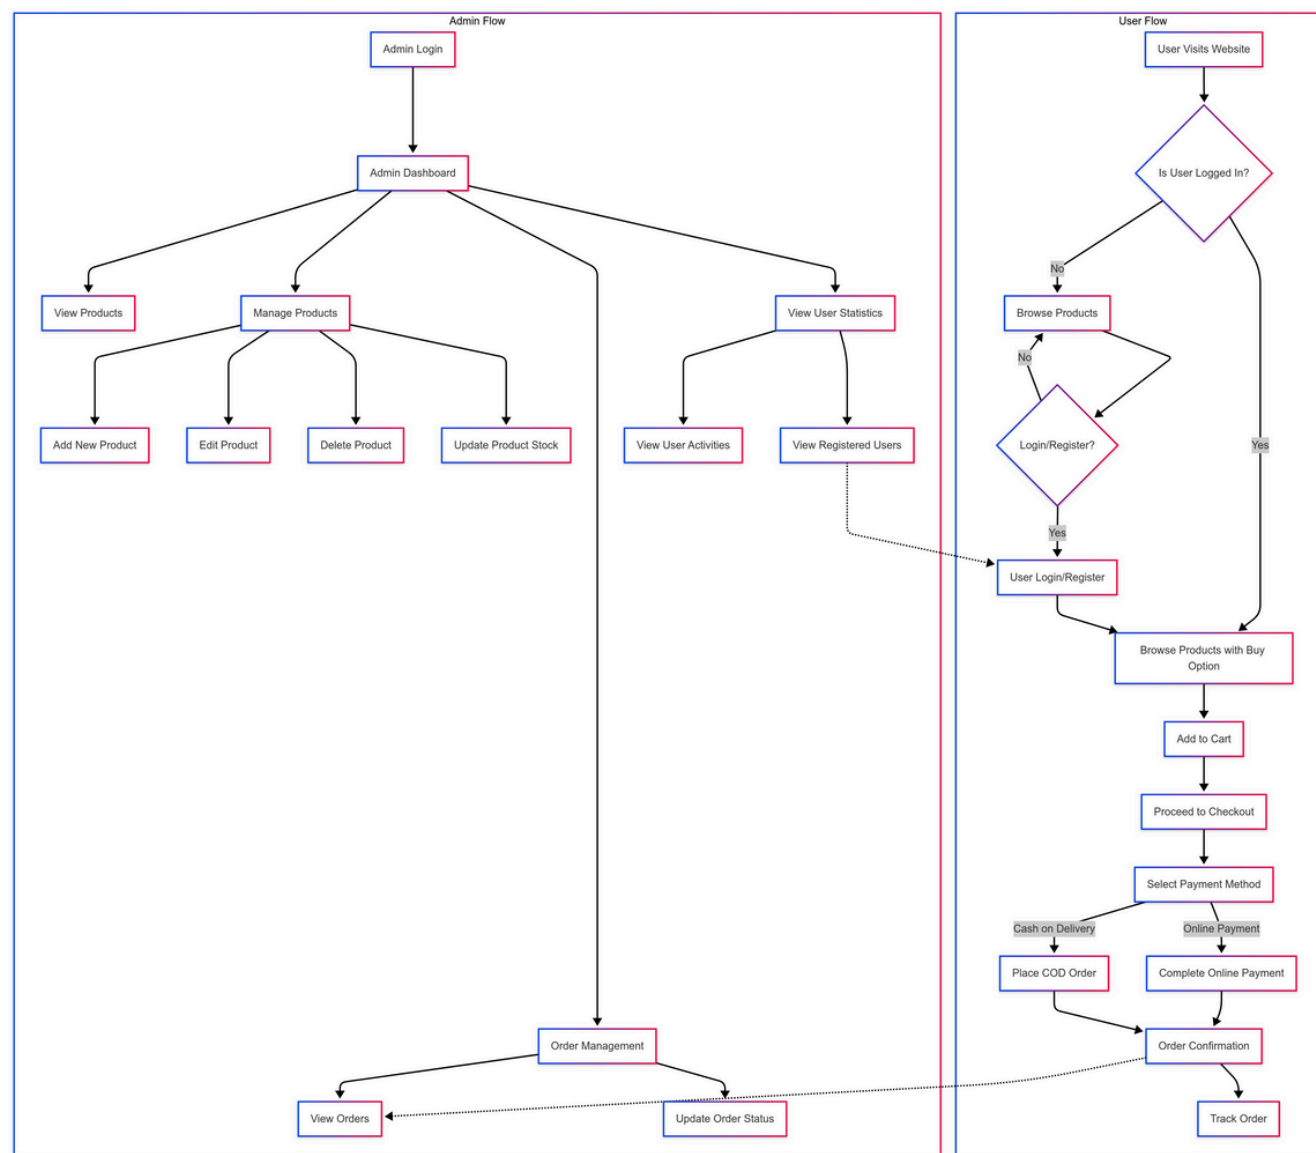 Admin Flow
Admin Login
Admin Dashboard
View Products
Manage Products
View User Statistics
Add New Product
Edit Product
Delete Product
Update Product Stock
View User Activities
View Registered Users
Order Management
View Orders
Update Order Status
User Flow
User Visits Website
Is User Logged In?
No
Browse Products
No
Login/Register?
Yes
Yes
User Login/Register
Browse Products with Buy
Option
Add to Cart
Proceed to Checkout
Select Payment Method
Cash on Delivery
Online Payment
Place COD Order
Complete Online Payment
Order Confirmation
Track Order